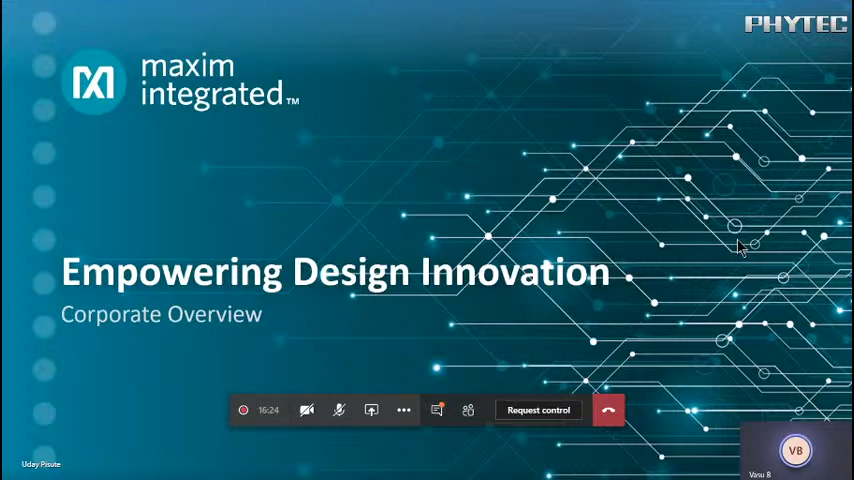 PHYTEC
maxim
integrated™
Empowering Design Innovation
Corporate Overview
16:24
Request control
VB
Uday Pisute
Vasu B